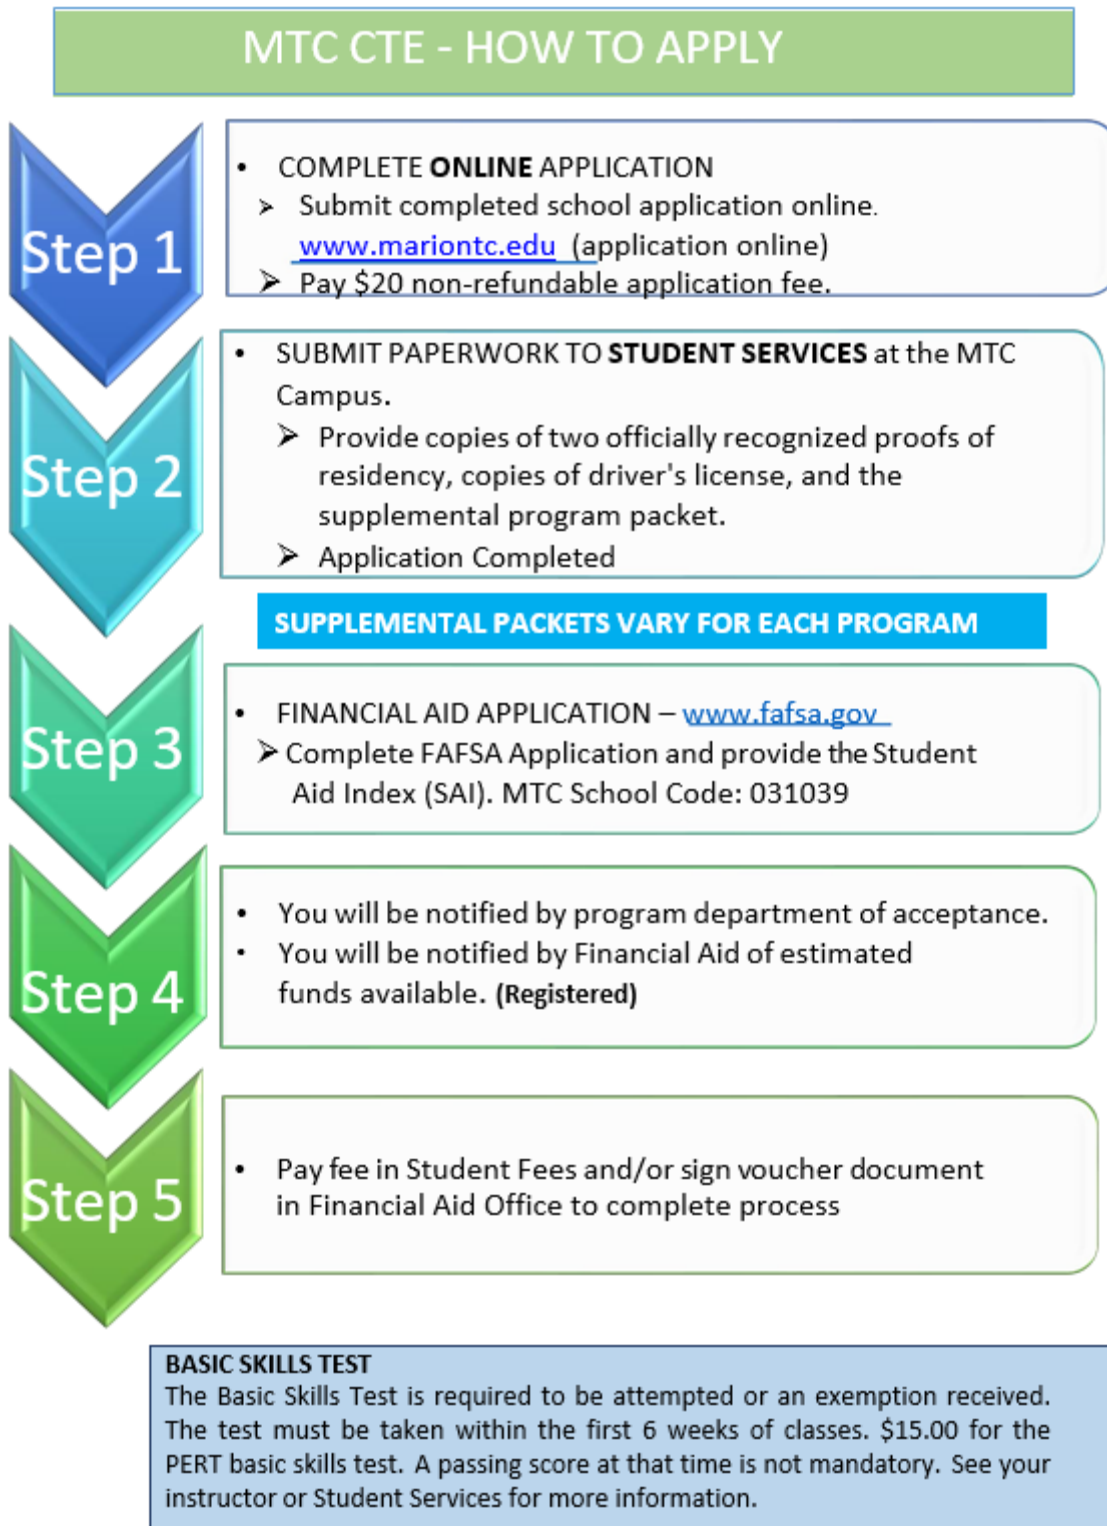 MTC CTE - HOW TO APPLY
Step 1
• COMPLETE ONLINE APPLICATION
➤ Submit completed school application online.
www.mariontc.edu (application online)
➤ Pay $20 non-refundable application fee.
Step 2
• SUBMIT PAPERWORK TO STUDENT SERVICES at the MTC
Campus.
➤ Provide copies of two officially recognized proofs of
residency, copies of driver's license, and the
supplemental program packet.
➤ Application Completed
SUPPLEMENTAL PACKETS VARY FOR EACH PROGRAM
Step 3
• FINANCIAL AID APPLICATION – www.fafsa.gov
➤ Complete FAFSA Application and provide the Student
Aid Index (SAI). MTC School Code: 031039
Step 4
• You will be notified by program department of acceptance.
• You will be notified by Financial Aid of estimated
funds available. (Registered)
Step 5
• Pay fee in Student Fees and/or sign voucher document
in Financial Aid Office to complete process
BASIC SKILLS TEST
The Basic Skills Test is required to be attempted or an exemption received.
The test must be taken within the first 6 weeks of classes. $15.00 for the
PERT basic skills test. A passing score at that time is not mandatory. See your
instructor or Student Services for more information.